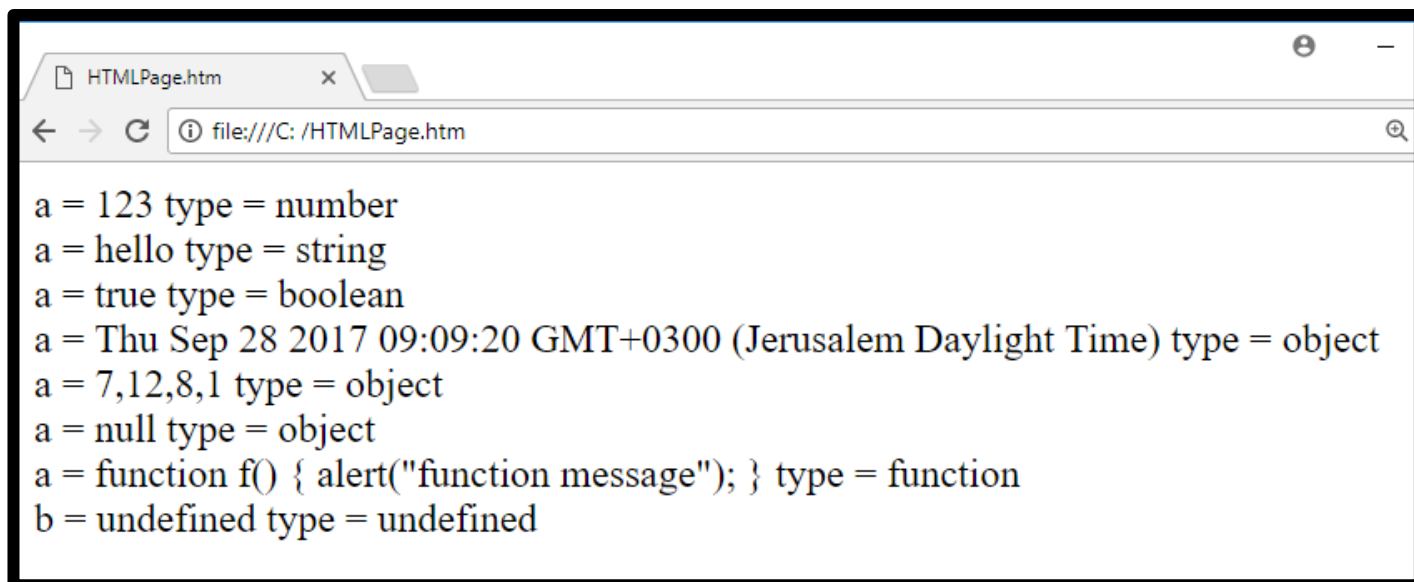 HTMLPage.htm
file:///C: /HTMLPage.htm
a = 123 type = number
a = hello type = string
a = true type = boolean
a = Thu Sep 28 2017 09:09:20 GMT+0300 (Jerusalem Daylight Time) type = object
a = 7,12,8,1 type = object
a = null type = object
a = function f() { alert("function message"); } type = function
b = undefined type = undefined